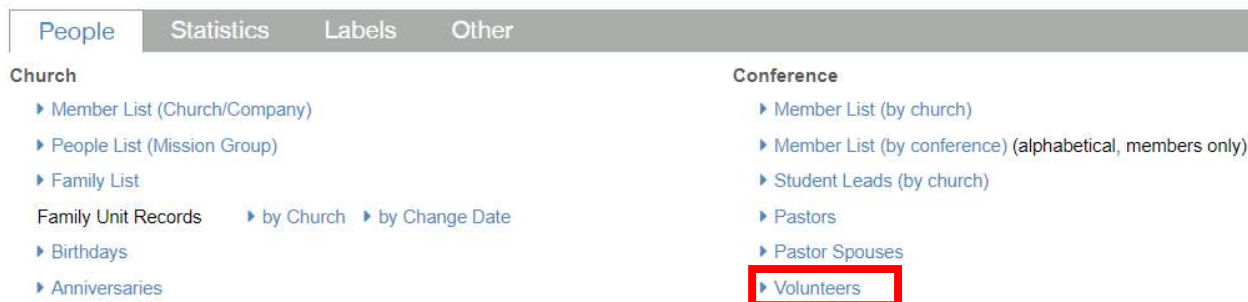 People Statistics Labels Other
Church
Member List (Church/Company)
People List (Mission Group)
Family List
Family Unit Records by Church by Change Date
Birthdays
Anniversaries
Conference
Member List (by church)
Member List (by conference) (alphabetical, members only)
Student Leads (by church)
Pastors
Pastor Spouses
Volunteers